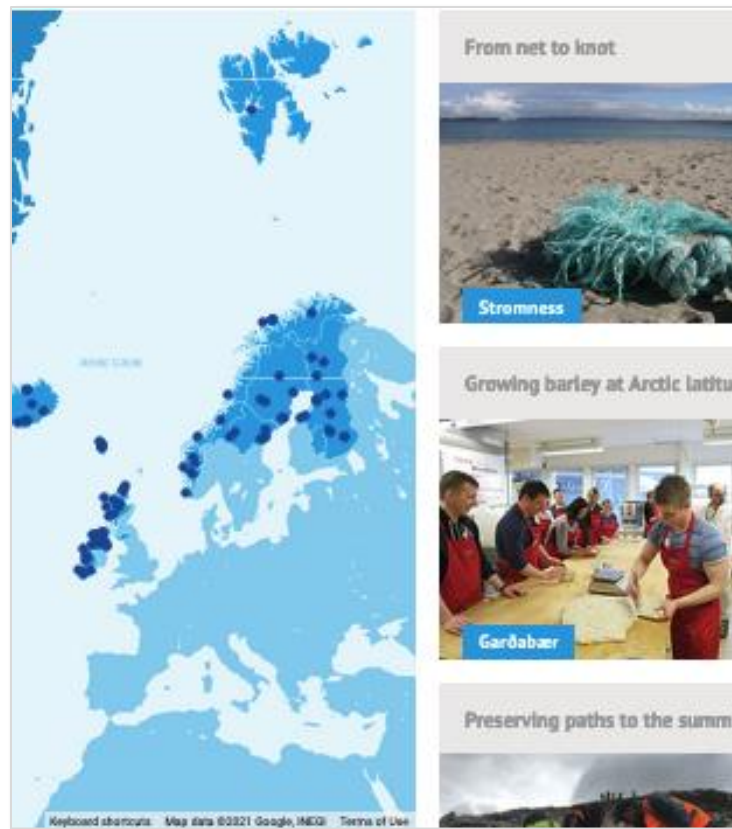 From net to knot
Stromness
Growing barley at Arctic latitu
Garðabær
Preserving paths to the summ
Keyboard shortcuts Map data ©2021 Google, INEGI Terms of Use